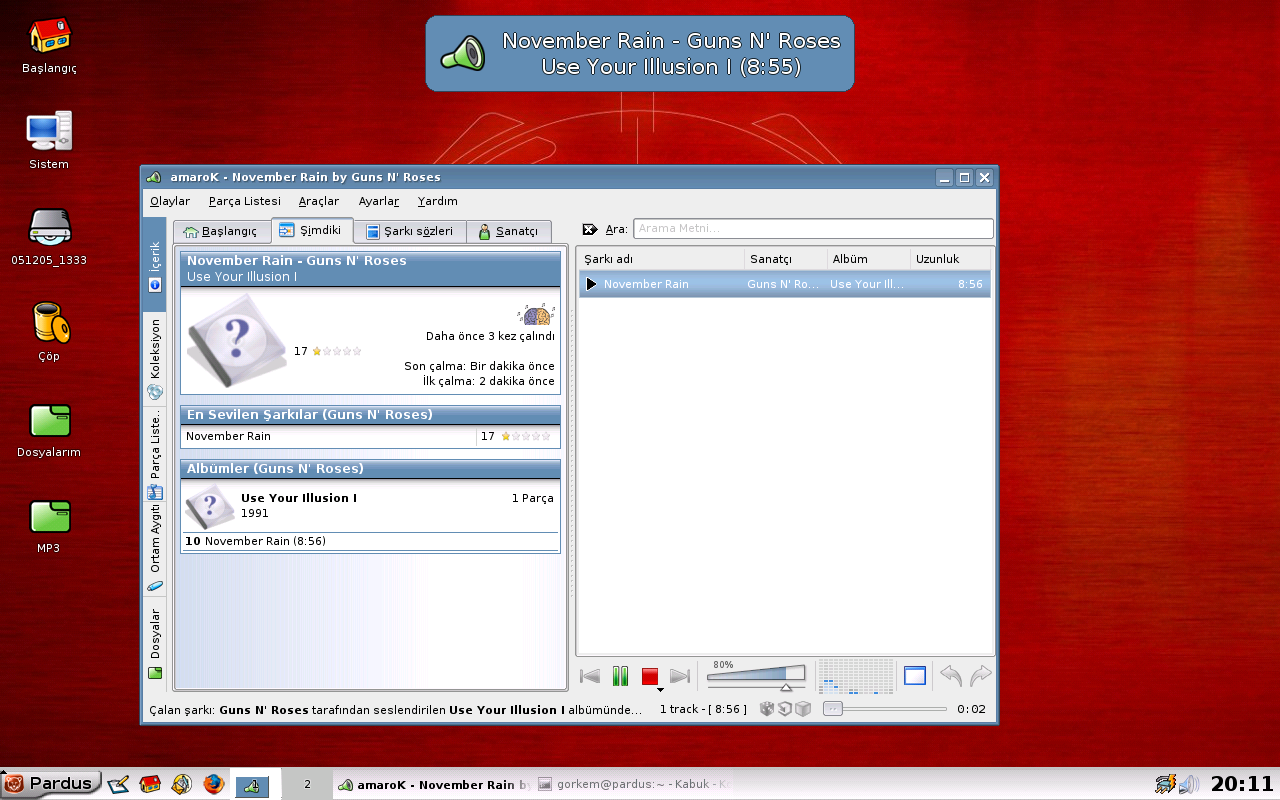 November Rain - Guns N' Roses
Use Your Illusion I (8:55)
Başlangıç
Sistem
051205_1333
Çöp
Dosyalarım
MP3
amaroK - November Rain by Guns N' Roses
Olaylar Parça Listesi Araçlar Ayarlar Yardım
Başlangıç Şimdiki Şarkı sözleri Sanatçı
Ara: Arama Metni...
İçerik
Koleksiyon
Parça Liste..
Ortam Aygıtı
Dosyalar
November Rain - Guns N' Roses
Use Your Illusion I
Daha önce 3 kez çalındı
17
Son çalma: Bir dakika önce
İlk çalma: 2 dakika önce
En Sevilen Şarkılar (Guns N' Roses)
November Rain 17
Albümler (Guns N' Roses)
Use Your Illusion I 1 Parça
1991
10 November Rain (8:56)
Şarkı adı Sanatçı Albüm Uzunluk
November Rain Guns N' Ro... Use Your Ill... 8:56
80%
Çalan şarkı: Guns N' Roses tarafından seslendirilen Use Your Illusion I albümünde... 1 track - [ 8:56 ] 0:02
Pardus 2 amaroK - November Rain by gorkem@pardus:~ - Kabuk - Ko 20:11